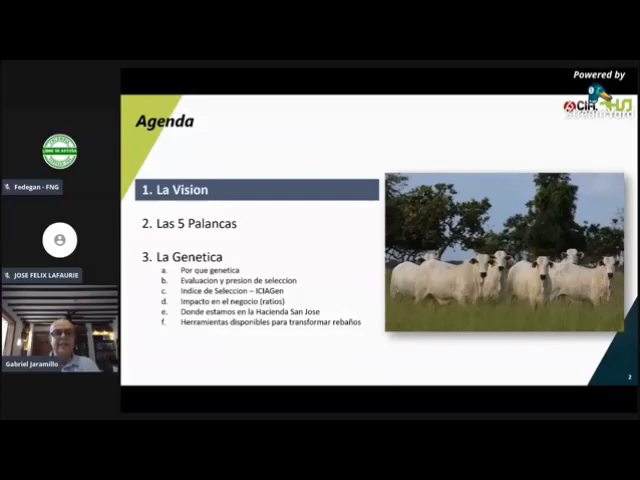 Powered by
Agenda
1. La Vision
2. Las 5 Palancas
3. La Genetica
a. Por que genetica
b. Evaluacion y presion de seleccion
c. Indice de Seleccion – ICIAGen
d. Impacto en el negocio (ratios)
e. Donde estamos en la Hacienda San Jose
f. Herramientas disponibles para transformar rebaños
2
Fedegan - FNG
JOSE FELIX LAFAURIE
Gabriel Jaramillo